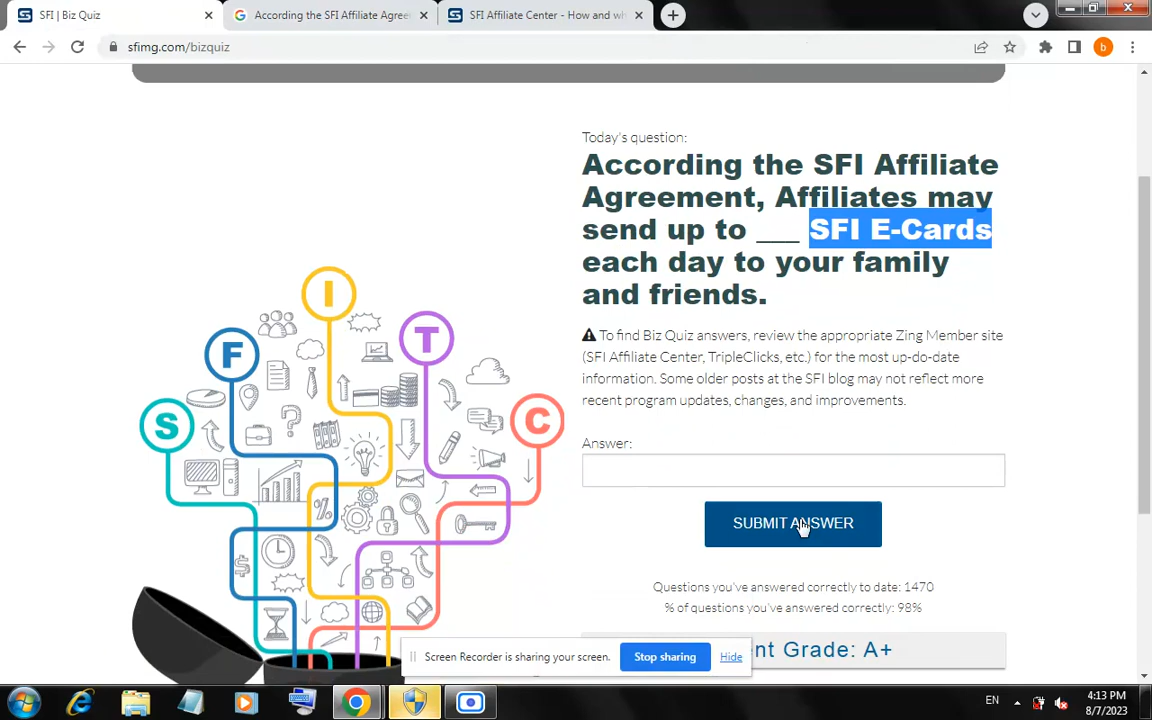 SFI | Biz Quiz
According the SFI Affiliate Agree
SFI Affiliate Center - How and wh
sfimg.com/bizquiz
b
Today's question:
According the SFI Affiliate
Agreement, Affiliates may
send up to ___ SFI E-Cards
each day to your family
and friends.
To find Biz Quiz answers, review the appropriate Zing Member site
(SFI Affiliate Center, TripleClicks, etc.) for the most up-do-date
information. Some older posts at the SFI blog may not reflect more
recent program updates, changes, and improvements.
Answer:
SUBMIT ANSWER
Questions you've answered correctly to date: 1470
% of questions you've answered correctly: 98%
ent Grade: A+
S F I T C
Screen Recorder is sharing your screen.
Stop sharing
Hide
EN
4:13 PM
8/7/2023